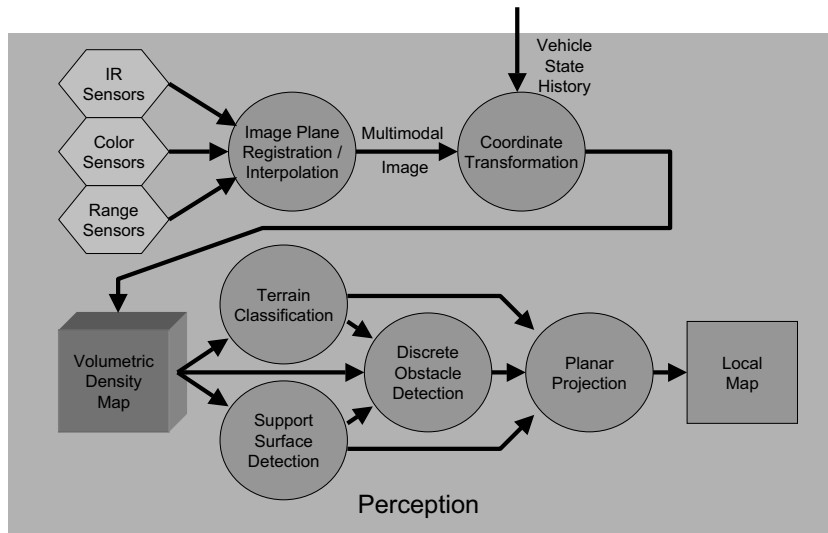 Vehicle
State
History
IR
Sensors
Color
Sensors
Range
Sensors
Image Plane
Registration /
Interpolation
Multimodal
Image
Coordinate
Transformation
Volumetric
Density
Map
Terrain
Classification
Discrete
Obstacle
Detection
Support
Surface
Detection
Planar
Projection
Local
Map
Perception